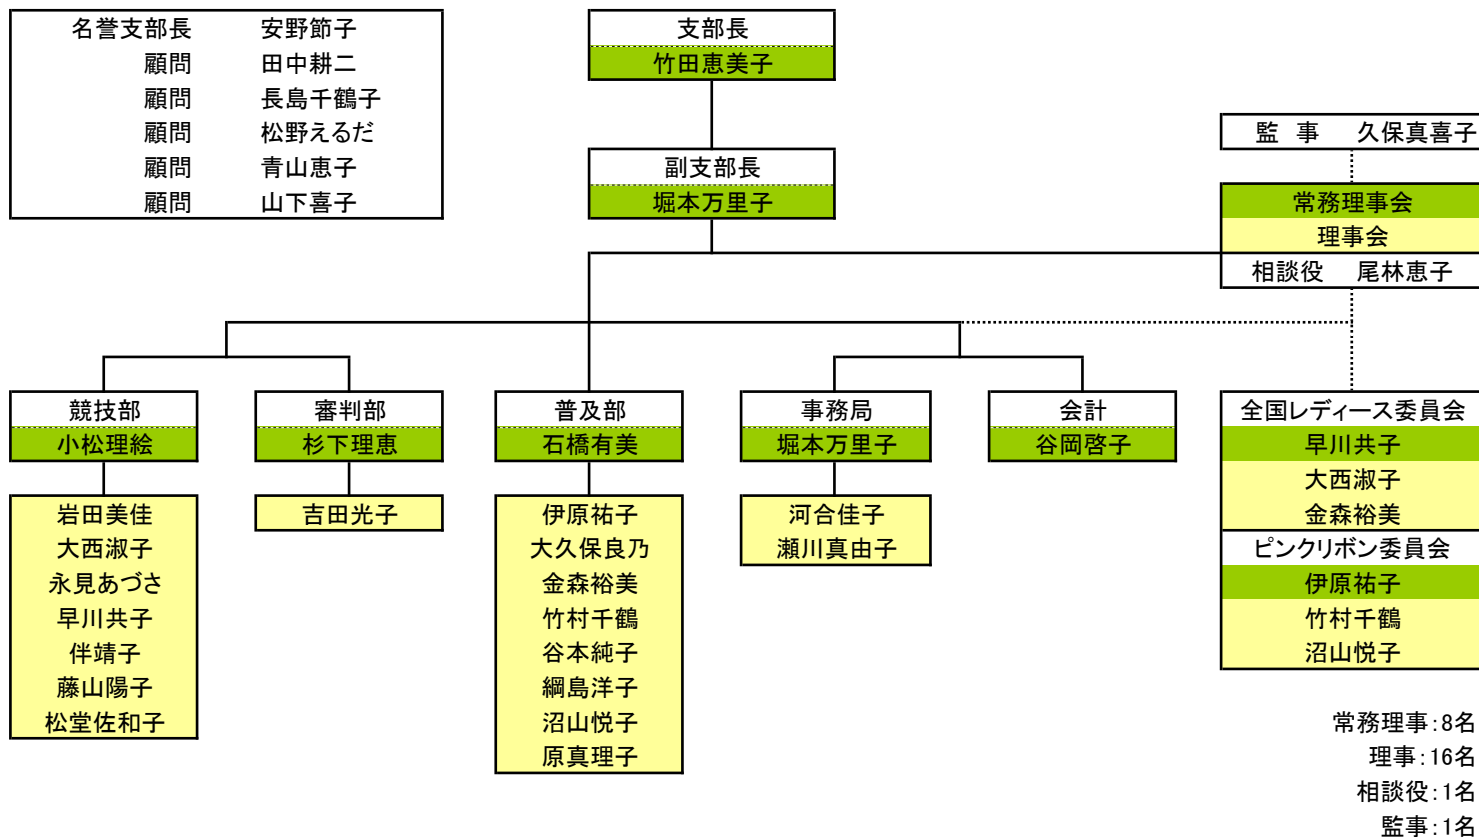 名誉支部長 安野節子
顧問 田中耕二
顧問 長島千鶴子
顧問 松野えるだ
顧問 青山恵子
顧問 山下喜子
支部長
竹田恵美子
副支部長
堀本万里子
監 事 久保真喜子
常務理事会
理事会
相談役 尾林恵子
競技部
小松理絵
岩田美佳
大西淑子
永見あづさ
早川共子
伴靖子
藤山陽子
松堂佐和子
審判部
杉下理恵
吉田光子
普及部
石橋有美
伊原祐子
大久保良乃
金森裕美
竹村千鶴
谷本純子
綱島洋子
沼山悦子
原真理子
事務局
堀本万里子
河合佳子
瀬川真由子
会計
谷岡啓子
全国レディース委員会
早川共子
大西淑子
金森裕美
ピンクリボン委員会
伊原祐子
竹村千鶴
沼山悦子
常務理事:8名
理事:16名
相談役:1名
監事:1名